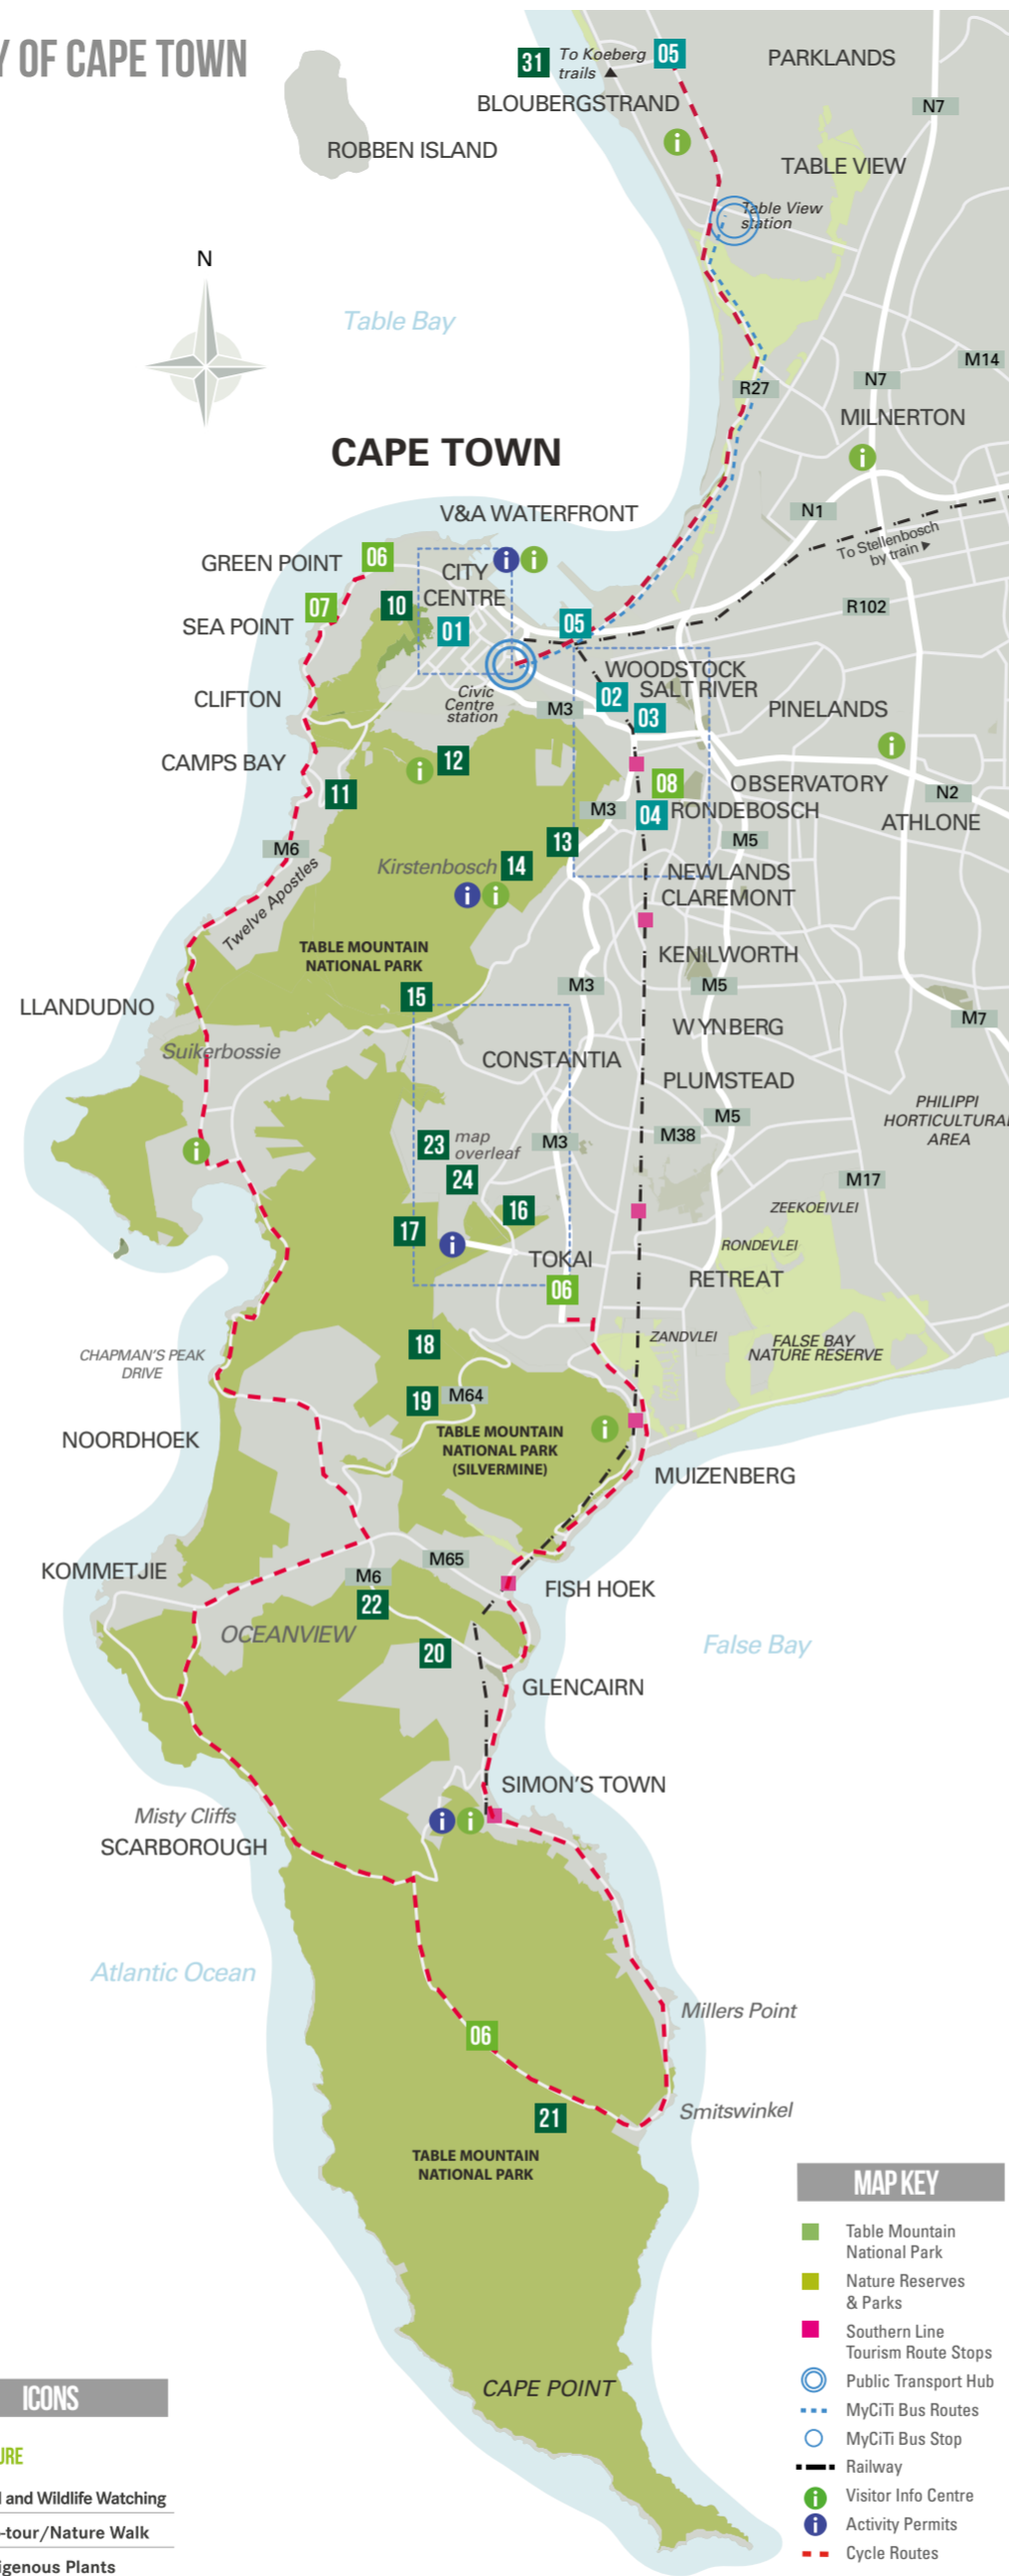 Y OF CAPE TOWN
31
To Koeberg
trails
05
PARKLANDS
BLOUBERGSTRAND
N7
ROBBEN ISLAND
TABLE VIEW
Table View
station
N
Table Bay
M14
N7
R27
MILNERTON
CAPE TOWN
V&A WATERFRONT
N1
To Stellenbosch
by train
GREEN POINT
06
CITY
CENTRE
07
10
R102
SEA POINT
01
05
WOODSTOCK
SALT RIVER
CLIFTON
Civic
Centre
station
02
M3
03
PINELANDS
CAMPS BAY
12
11
08
OBSERVATORY
N2
M3
04
RONDEBOSCH
ATHLONE
13
M5
M6
Kirstenbosch
14
NEWLANDS
CLAREMONT
Twelve Apostles
TABLE MOUNTAIN
NATIONAL PARK
KENILWORTH
15
M3
M5
LLANDUDNO
M7
WYNBERG
Suikerbossie
CONSTANTIA
PLUMSTEAD
PHILIPPI
HORTICULTURAL
AREA
M5
23
map
overleaf
M3
M38
24
M17
16
ZEEKOEIVLEI
17
RONDEVLEI
TOKAI
RETREAT
06
18
ZANDVLEI
FALSE BAY
NATURE RESERVE
CHAPMAN'S PEAK
DRIVE
19
M64
NOORDHOEK
TABLE MOUNTAIN
NATIONAL PARK
(SILVERMINE)
MUIZENBERG
KOMMETJIE
M65
M6
FISH HOEK
22
OCEANVIEW
20
False Bay
GLENCAIRN
SIMON'S TOWN
Misty Cliffs
SCARBOROUGH
Atlantic Ocean
Millers Point
06
Smitswinkel
21
TABLE MOUNTAIN
NATIONAL PARK
CAPE POINT
MAP KEY
Table Mountain
National Park
Nature Reserves
& Parks
Southern Line
Tourism Route Stops
Public Transport Hub
MyCiTi Bus Routes
MyCiTi Bus Stop
Railway
Visitor Info Centre
Activity Permits
Cycle Routes
ICONS
URE
l and Wildlife Watching
-tour/Nature Walk
igenous Plants